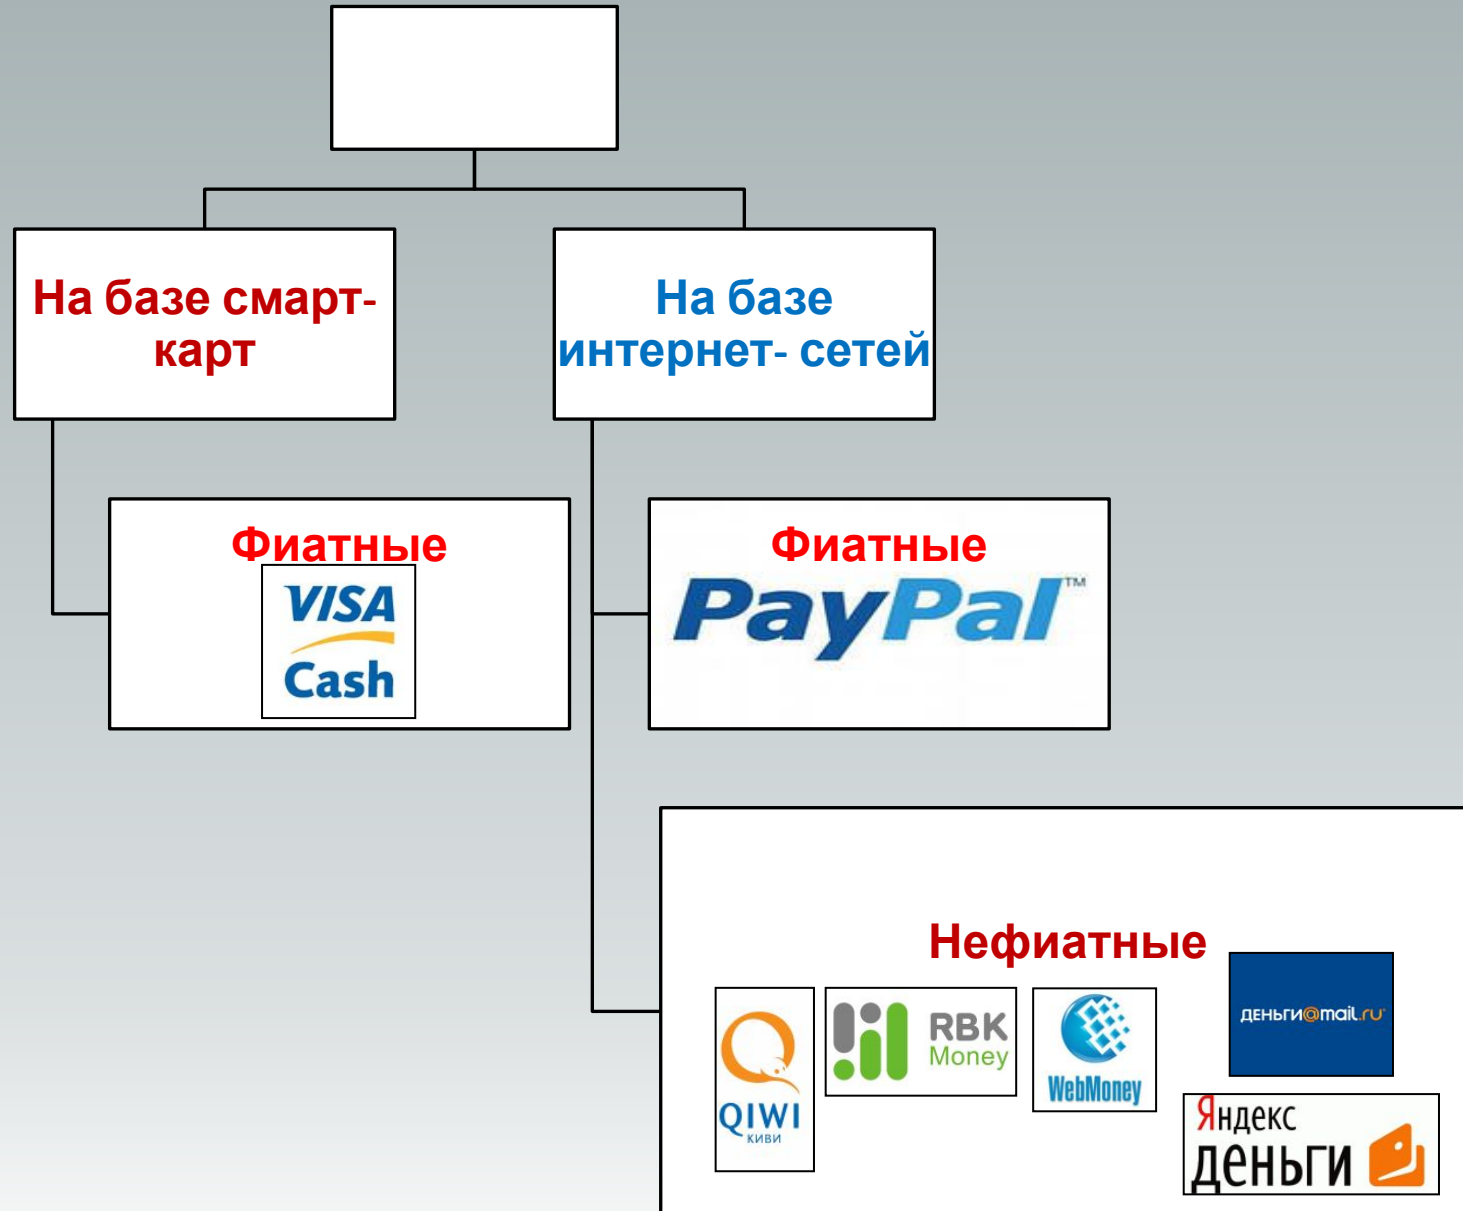 На базе смарт-
карт
На базе
интернет- сетей
Фиатные
VISA
Cash
Фиатные
PayPal™
Нефиатные
QIWI
КИВИ
RBK
Money
WebMoney
деньги@mail.ru
Яндекс
деньги